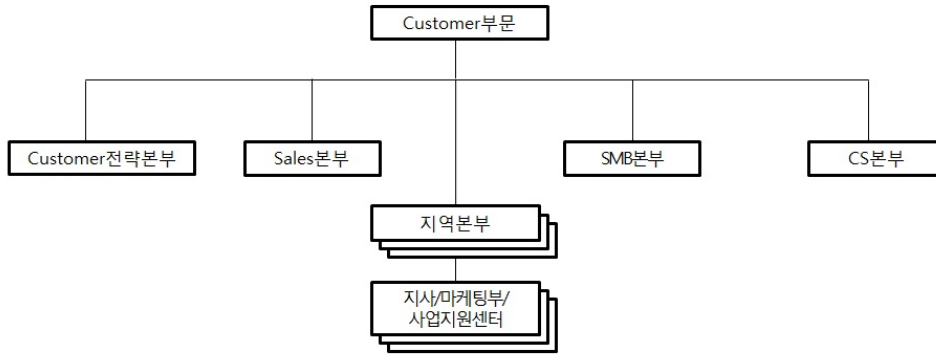 Customer부문
Customer전략본부
Sales본부
SMB본부
CS본부
지역본부
지사/마케팅부/
사업지원센터